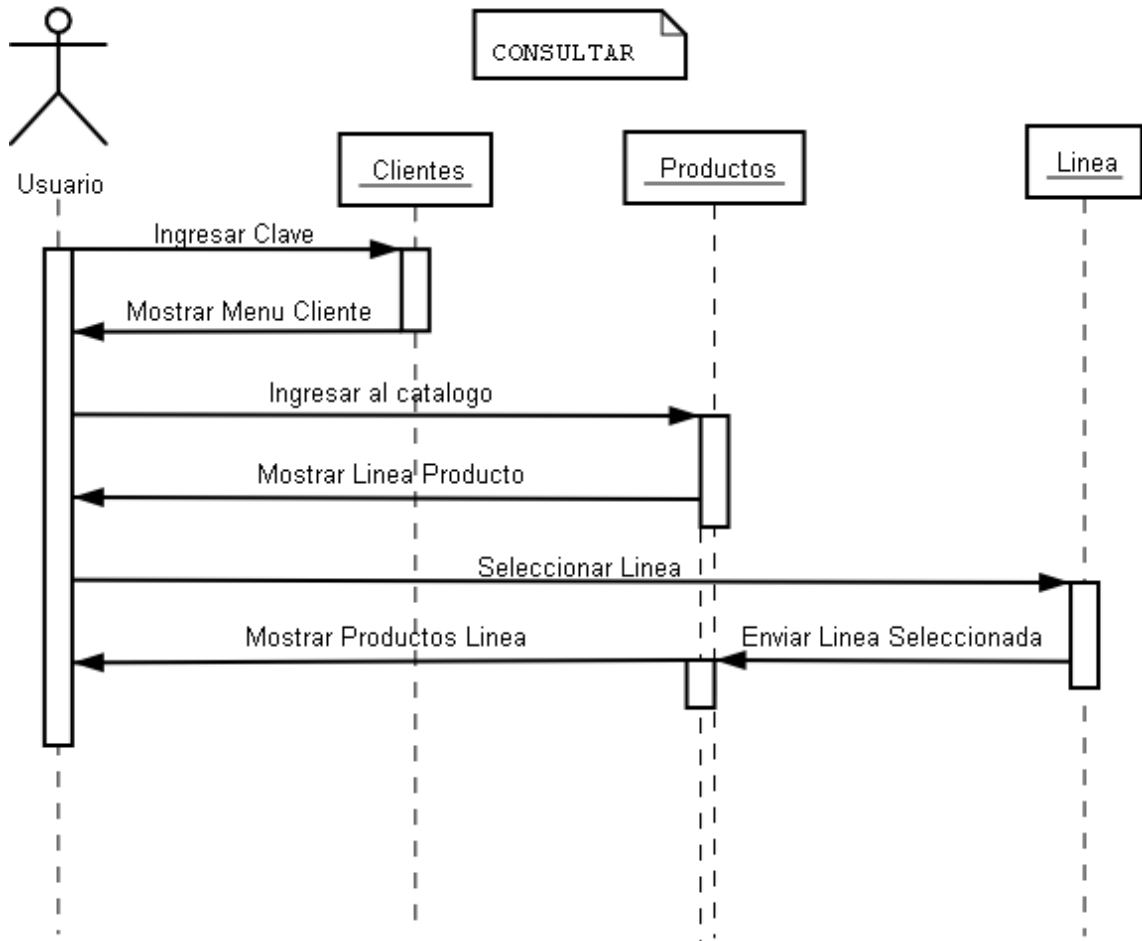 CONSULTAR
Usuario
Clientes
Productos
Linea
Ingresar Clave
Mostrar Menu Cliente
Ingresar al catalogo
Mostrar Linea Producto
Seleccionar Linea
Mostrar Productos Linea
Enviar Linea Seleccionada